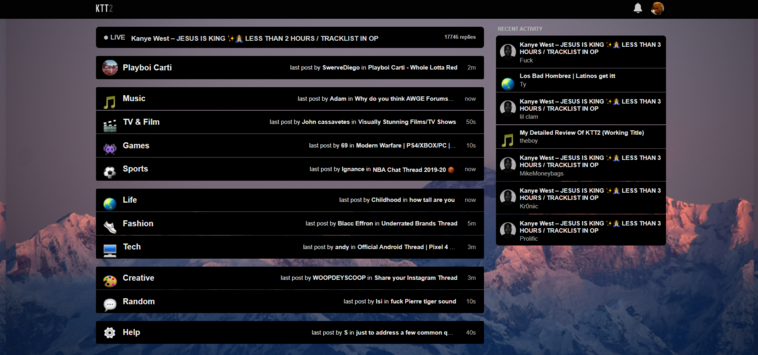 KTT2
LIVE Kanye West – JESUS IS KING ✨🙏 LESS THAN 2 HOURS / TRACKLIST IN OP 17746 replies
Playboi Carti last post by SwerveDiego in Playboi Carti - Whole Lotta Red 2m
Music last post by Adam in Why do you think AWGE Forums... now
TV & Film last post by John cassavetes in Visually Stunning Films/TV Shows 50s
Games last post by 69 in Modern Warfare | PS4/XBOX/PC |... 10s
Sports last post by Ignance in NBA Chat Thread 2019-20 🏀 now
Life last post by Childhood in how tall are you now
Fashion last post by Blacc Effron in Underrated Brands Thread 5m
Tech last post by andy in Official Android Thread | Pixel 4 ... 3m
Creative last post by WOOPDEYSCOOP in Share your Instagram Thread 3m
Random last post by Isi in fuck Pierre tiger sound 10s
Help last post by S in just to address a few common q... 40s
RECENT ACTIVITY
Kanye West – JESUS IS KING ✨🙏 LESS THAN 3
HOURS / TRACKLIST IN OP
Fuck
Los Bad Hombrez | Latinos get itt
Ty
Kanye West – JESUS IS KING ✨🙏 LESS THAN 3
HOURS / TRACKLIST IN OP
lil clam
My Detailed Review Of KTT2 (Working Title)
theboy
Kanye West – JESUS IS KING ✨🙏 LESS THAN 3
HOURS / TRACKLIST IN OP
MikeMoneybags
Kanye West – JESUS IS KING ✨🙏 LESS THAN 3
HOURS / TRACKLIST IN OP
Kr0nic
Kanye West – JESUS IS KING ✨🙏 LESS THAN 3
HOURS / TRACKLIST IN OP
Prolific